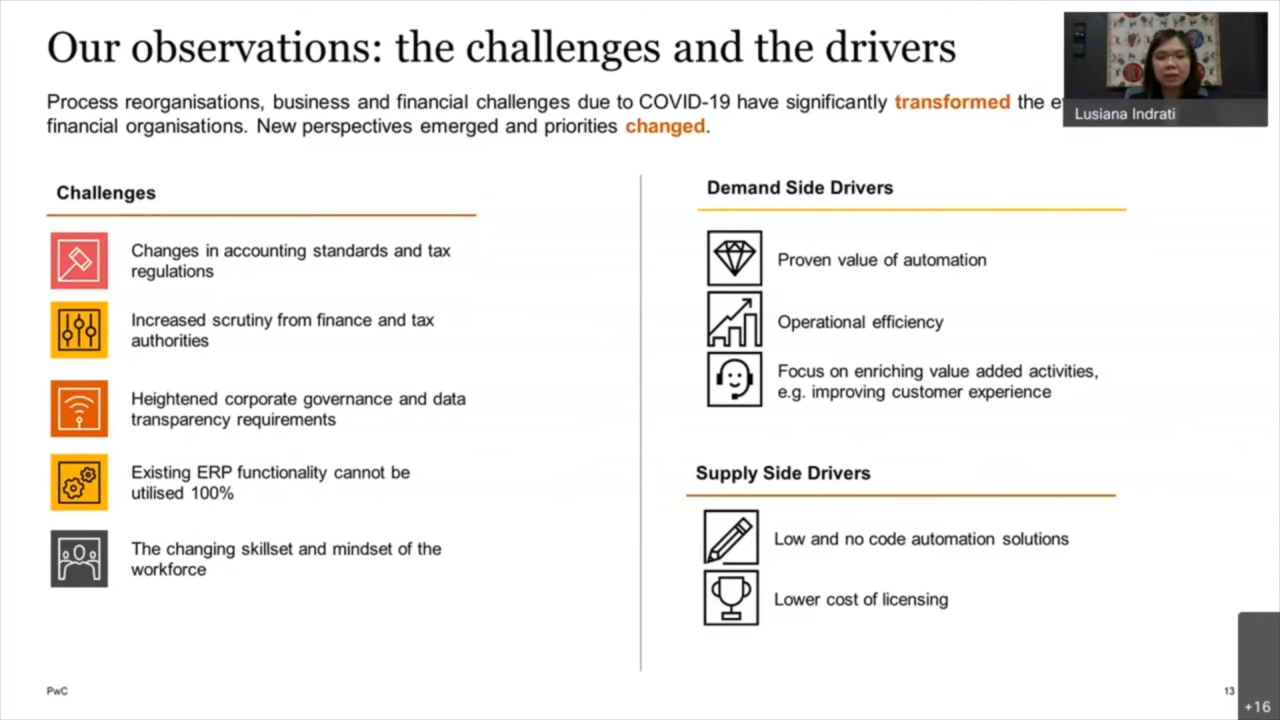 Our observations: the challenges and the drivers
Process reorganisations, business and financial challenges due to COVID-19 have significantly transformed the
financial organisations. New perspectives emerged and priorities changed.
Lusiana Indrati
Challenges
Changes in accounting standards and tax
regulations
Increased scrutiny from finance and tax
authorities
Heightened corporate governance and data
transparency requirements
Existing ERP functionality cannot be
utilised 100%
The changing skillset and mindset of the
workforce
Demand Side Drivers
Proven value of automation
Operational efficiency
Focus on enriching value added activities,
e.g. improving customer experience
Supply Side Drivers
Low and no code automation solutions
Lower cost of licensing
PwC
13
+16